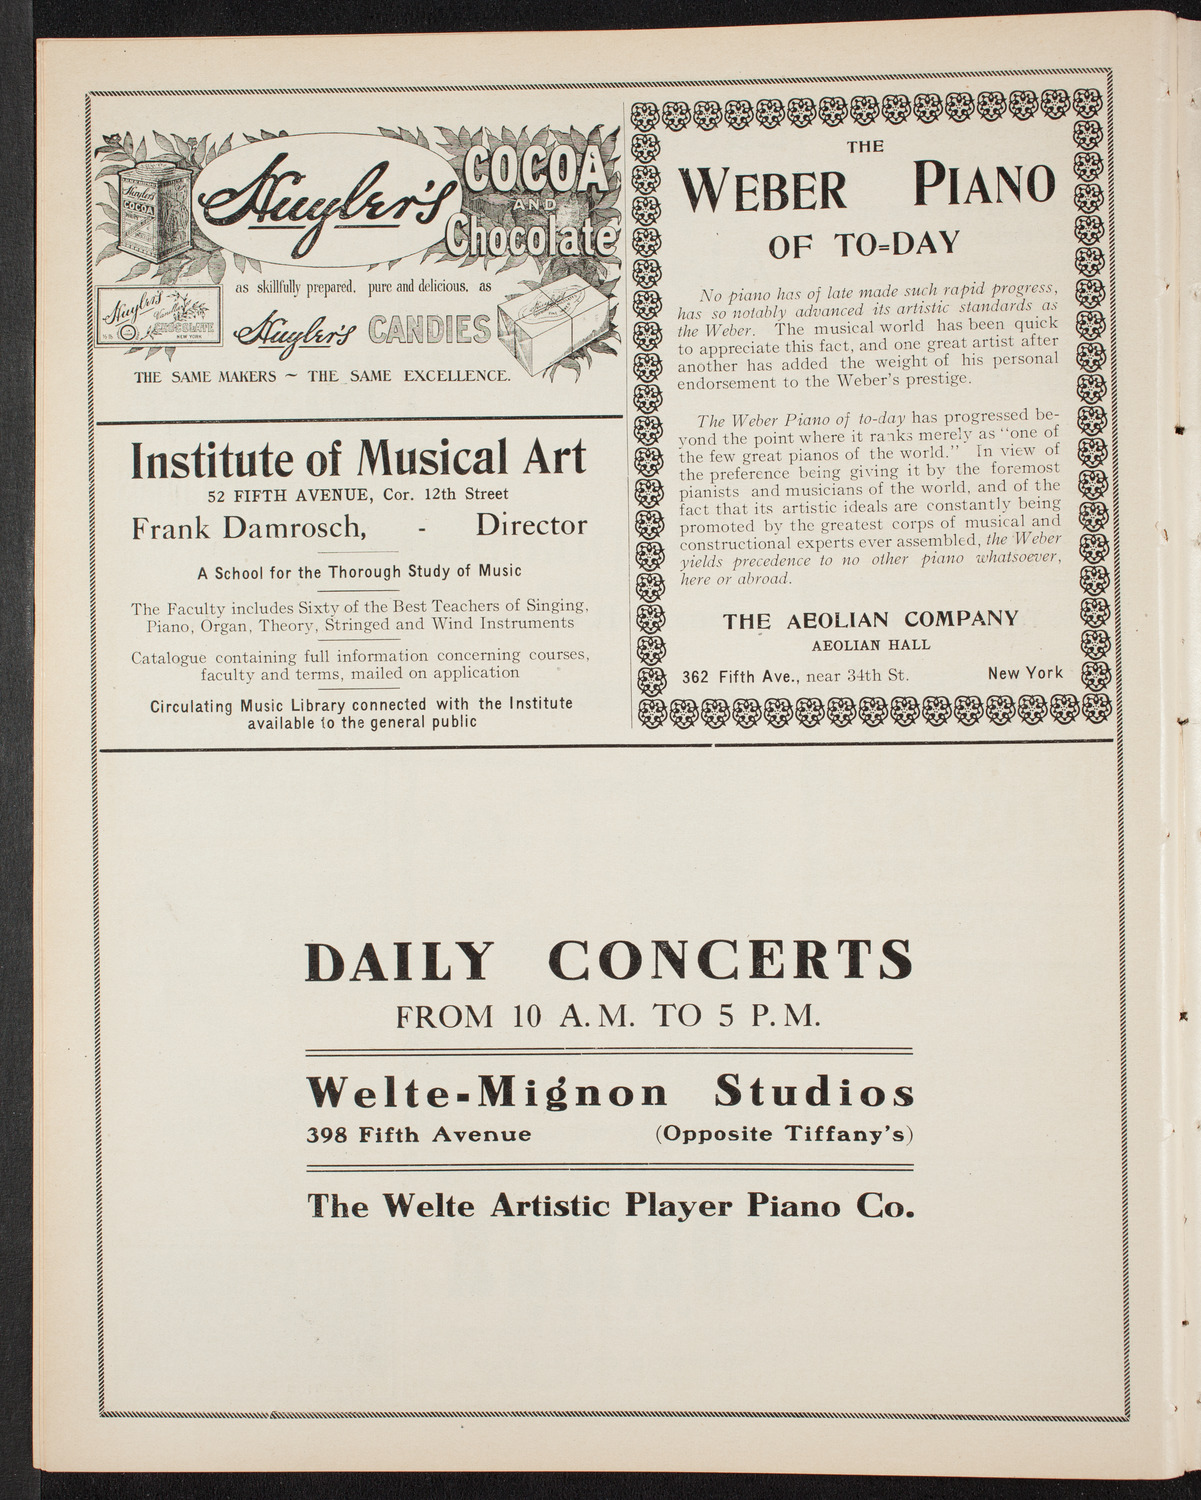 Huyler's
COCOA
AND
Chocolate
Huyler's
COCOA
as skillfully prepared, pure and delicious, as
Huyler's
CHOCOLATE
NEW YORK
Huyler's CANDIES
THE SAME MAKERS ~ THE SAME EXCELLENCE.
Institute of Musical Art
52 FIFTH AVENUE, Cor. 12th Street
Frank Damrosch, - Director
A School for the Thorough Study of Music
The Faculty includes Sixty of the Best Teachers of Singing,
Piano, Organ, Theory, Stringed and Wind Instruments
Catalogue containing full information concerning courses,
faculty and terms, mailed on application
Circulating Music Library connected with the Institute
available to the general public
THE
WEBER PIANO
OF TO=DAY
No piano has of late made such rapid progress,
has so notably advanced its artistic standards as
the Weber. The musical world has been quick
to appreciate this fact, and one great artist after
another has added the weight of his personal
endorsement to the Weber's prestige.
The Weber Piano of to-day has progressed be-
yond the point where it ranks merely as "one of
the few great pianos of the world." In view of
the preference being giving it by the foremost
pianists and musicians of the world, and of the
fact that its artistic ideals are constantly being
promoted by the greatest corps of musical and
constructional experts ever assembled, the Weber
yields precedence to no other piano whatsoever,
here or abroad.
THE AEOLIAN COMPANY
AEOLIAN HALL
362 Fifth Ave., near 34th St. New York
DAILY CONCERTS
FROM 10 A.M. TO 5 P.M.
Welte-Mignon Studios
398 Fifth Avenue (Opposite Tiffany's)
The Welte Artistic Player Piano Co.